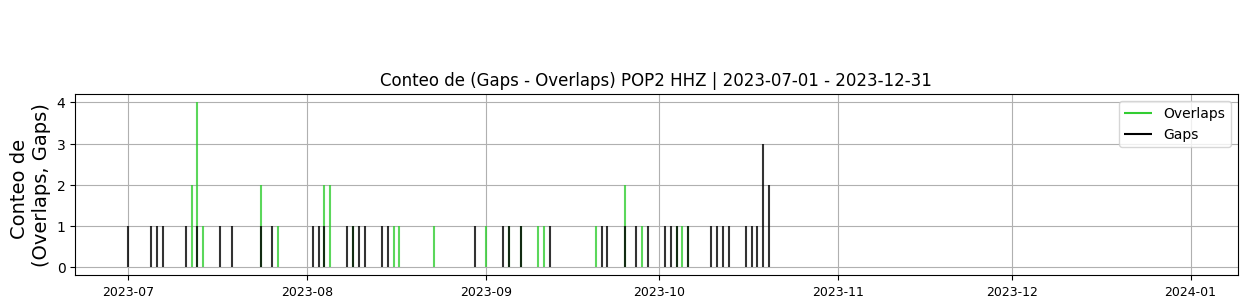 Conteo de (Gaps - Overlaps) POP2 HHZ | 2023-07-01 - 2023-12-31
Conteo de
(Overlaps, Gaps)
4
3
2
1
0
Overlaps
Gaps
2023-07
2023-08
2023-09
2023-10
2023-11
2023-12
2024-01